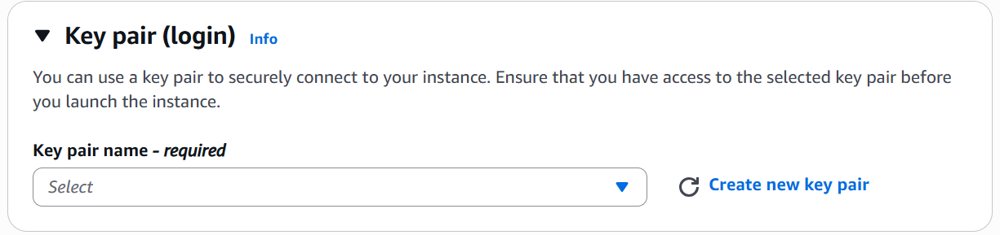 Key pair (login) Info
You can use a key pair to securely connect to your instance. Ensure that you have access to the selected key pair before
you launch the instance.
Key pair name - required
Select
Create new key pair